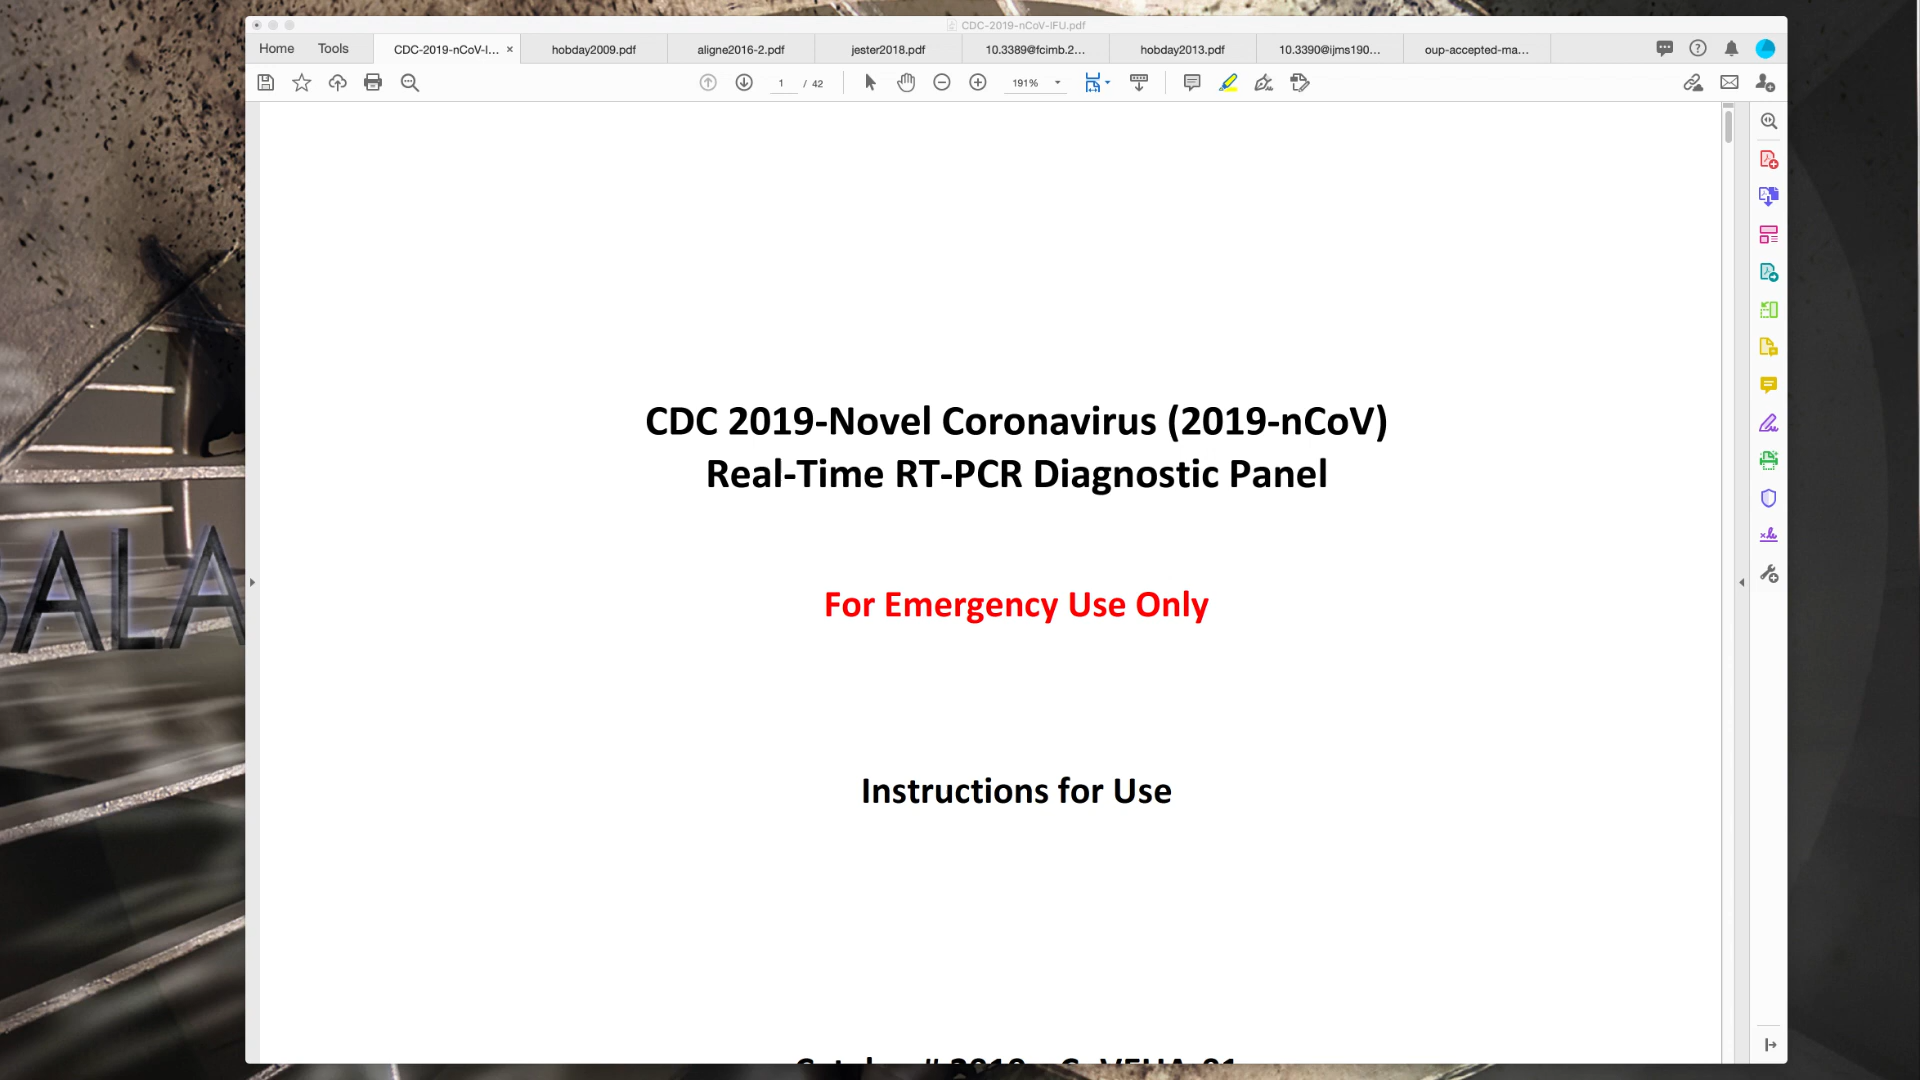 CDC-2019-nCoV-IFU.pdf
Home Tools CDC-2019-nCoV-I... × hobday2009.pdf aligne2016-2.pdf jester2018.pdf 10.3389@fcimb.2... hobday2013.pdf 10.3390@ijms190... oup-accepted-ma...
1 / 42 191%
CDC 2019-Novel Coronavirus (2019-nCoV)
Real-Time RT-PCR Diagnostic Panel
For Emergency Use Only
ALA
Instructions for Use